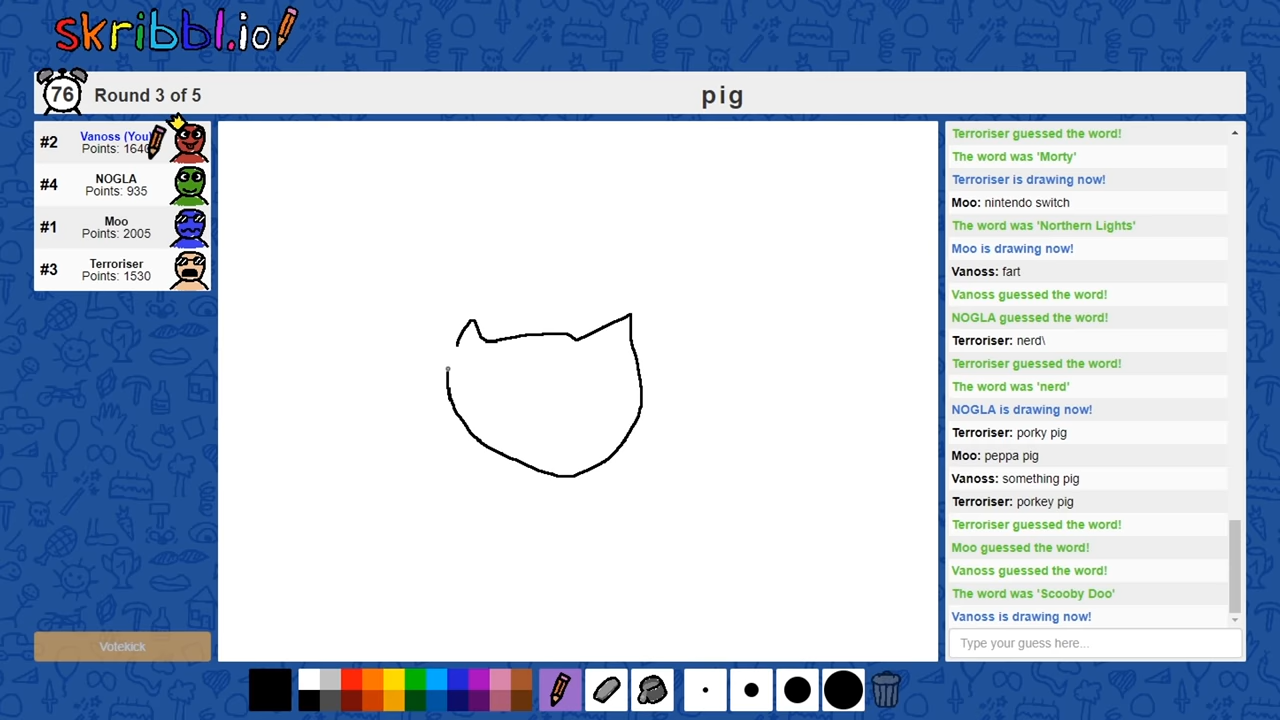 skribbl.io
76 Round 3 of 5
pig
#2 Vanoss (You)
Points: 1640
#4 NOGLA
Points: 935
#1 Moo
Points: 2005
#3 Terroriser
Points: 1530
Votekick
Terroriser guessed the word!
The word was 'Morty'
Terroriser is drawing now!
Moo: nintendo switch
The word was 'Northern Lights'
Moo is drawing now!
Vanoss: fart
Vanoss guessed the word!
NOGLA guessed the word!
Terroriser: nerd\
Terroriser guessed the word!
The word was 'nerd'
NOGLA is drawing now!
Terroriser: porky pig
Moo: peppa pig
Vanoss: something pig
Terroriser: porkey pig
Terroriser guessed the word!
Moo guessed the word!
Vanoss guessed the word!
The word was 'Scooby Doo'
Vanoss is drawing now!
Type your guess here...